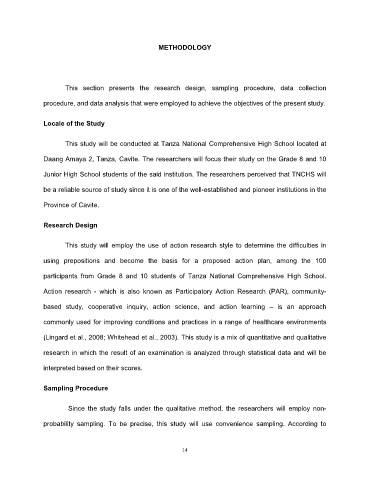 METHODOLOGY
This section presents the research design, sampling procedure, data collection
procedure, and data analysis that were employed to achieve the objectives of the present study.
Locale of the Study
This study will be conducted at Tanza National Comprehensive High School located at
Daang Amaya 2, Tanza, Cavite. The researchers will focus their study on the Grade 8 and 10
Junior High School students of the said institution. The researchers perceived that TNCHS will
be a reliable source of study since it is one of the well-established and pioneer institutions in the
Province of Cavite.
Research Design
This study will employ the use of action research style to determine the difficulties in
using prepositions and become the basis for a proposed action plan, among the 100
participants from Grade 8 and 10 students of Tanza National Comprehensive High School.
Action research - which is also known as Participatory Action Research (PAR), community-
based study, cooperative inquiry, action science, and action learning – is an approach
commonly used for improving conditions and practices in a range of healthcare environments
(Lingard et al., 2008; Whitehead et al., 2003). This study is a mix of quantitative and qualitative
research in which the result of an examination is analyzed through statistical data and will be
interpreted based on their scores.
Sampling Procedure
Since the study falls under the qualitative method, the researchers will employ non-
probability sampling. To be precise, this study will use convenience sampling. According to
14